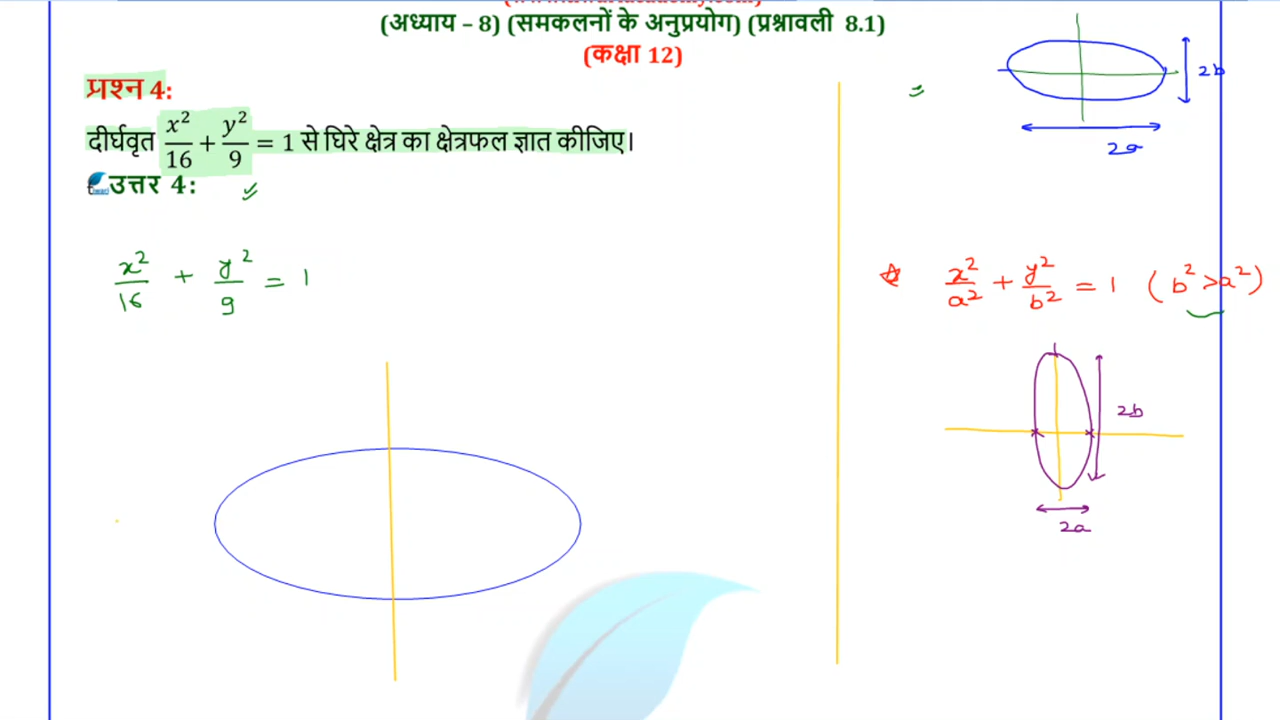 (अध्याय – 8) (समकलनों के अनुप्रयोग) (प्रश्नावली 8.1)
(कक्षा 12)
प्रश्न 4:
दीर्घवृत x²/16 + y²/9 = 1 से घिरे क्षेत्र का क्षेत्रफल ज्ञात कीजिए।
उत्तर 4:
x²/16 + y²/9 = 1
2b
2a
x²/a² + y²/b² = 1 (b² > a²)
2b
2a